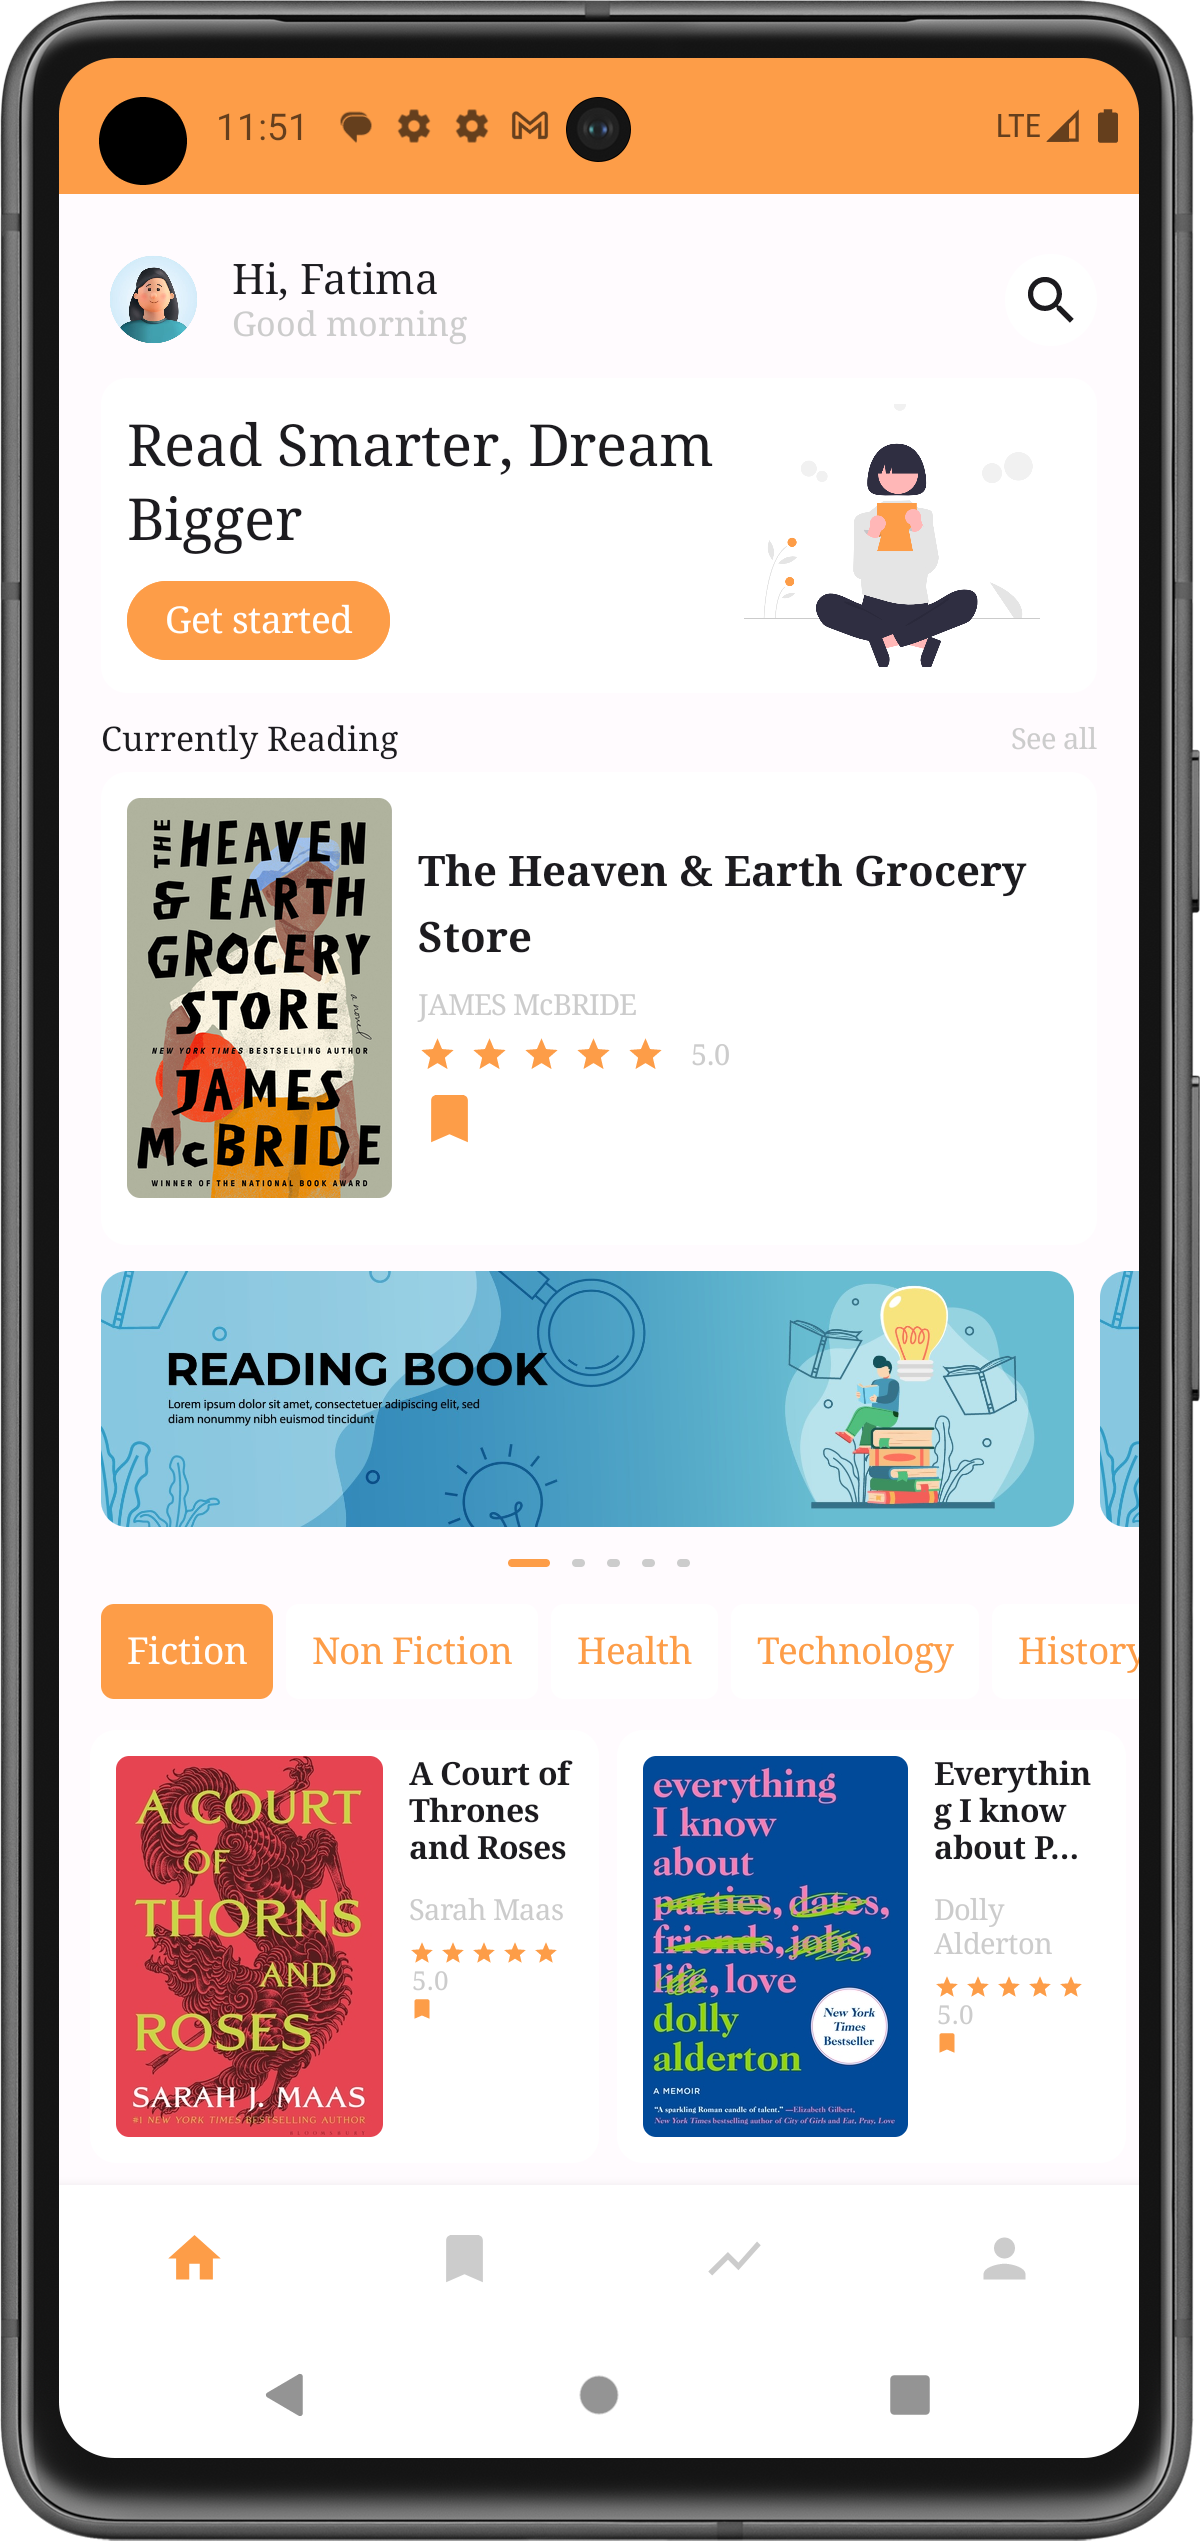 11:51
LTE
Hi, Fatima
Good morning
Read Smarter, Dream
Bigger
Get started
Currently Reading
See all
THE HEAVEN
& EARTH
GROCERY
STORE
a novel
NEW YORK TIMES BESTSELLING AUTHOR
JAMES
McBRIDE
WINNER OF THE NATIONAL BOOK AWARD
The Heaven & Earth Grocery
Store
JAMES McBRIDE
5.0
READING BOOK
Lorem ipsum dolor sit amet, consectetuer adipiscing elit, sed
diam nonummy nibh euismod tincidunt
Fiction
Non Fiction
Health
Technology
History
A COURT
OF
THORNS
AND
ROSES
SARAH J. MAAS
#1 NEW YORK TIMES BESTSELLING AUTHOR
BLOOMSBURY
A Court of
Thrones
and Roses
Sarah Maas
5.0
everything
I know
about
parties, dates,
friends, jobs,
life, love
dolly
alderton
New York
Times
Bestseller
A MEMOIR
"A sparkling Roman candle of talent." —Elizabeth Gilbert,
New York Times bestselling author of City of Girls and Eat, Pray, Love
Everythin
g I know
about P...
Dolly
Alderton
5.0